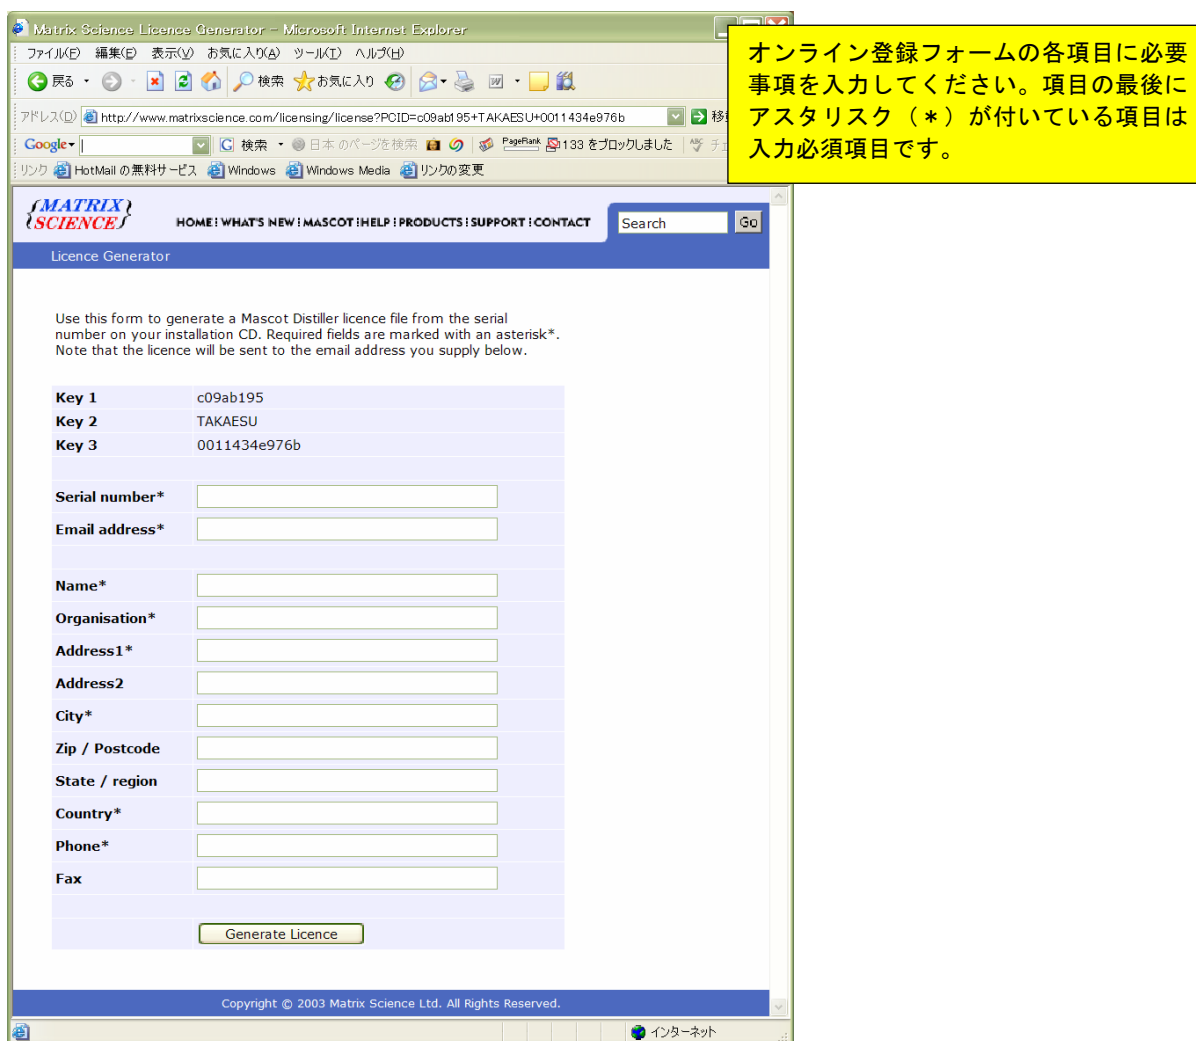 Matrix Science Licence Generator - Microsoft Internet Explorer
ファイル(F) 編集(E) 表示(V) お気に入り(A) ツール(T) ヘルプ(H)
戻る 検索 お気に入り
アドレス(D) http://www.matrixscience.com/licensing/license?PCID=c09ab195+TAKAESU+0011434e976b
Google 検索 日本 のページを検索 PageRank 133 をブロックしました
リンク HotMail の無料サービス Windows Windows Media リンクの変更
オンライン登録フォームの各項目に必要
事項を入力してください。項目の最後に
アスタリスク（＊）が付いている項目は
入力必須項目です。
MATRIX
SCIENCE
HOME WHAT'S NEW MASCOT HELP PRODUCTS SUPPORT CONTACT
Search Go
Licence Generator
Use this form to generate a Mascot Distiller licence file from the serial
number on your installation CD. Required fields are marked with an asterisk*.
Note that the licence will be sent to the email address you supply below.
Key 1 c09ab195
Key 2 TAKAESU
Key 3 0011434e976b
Serial number*
Email address*
Name*
Organisation*
Address1*
Address2
City*
Zip / Postcode
State / region
Country*
Phone*
Fax
Generate Licence
Copyright © 2003 Matrix Science Ltd. All Rights Reserved.
インターネット